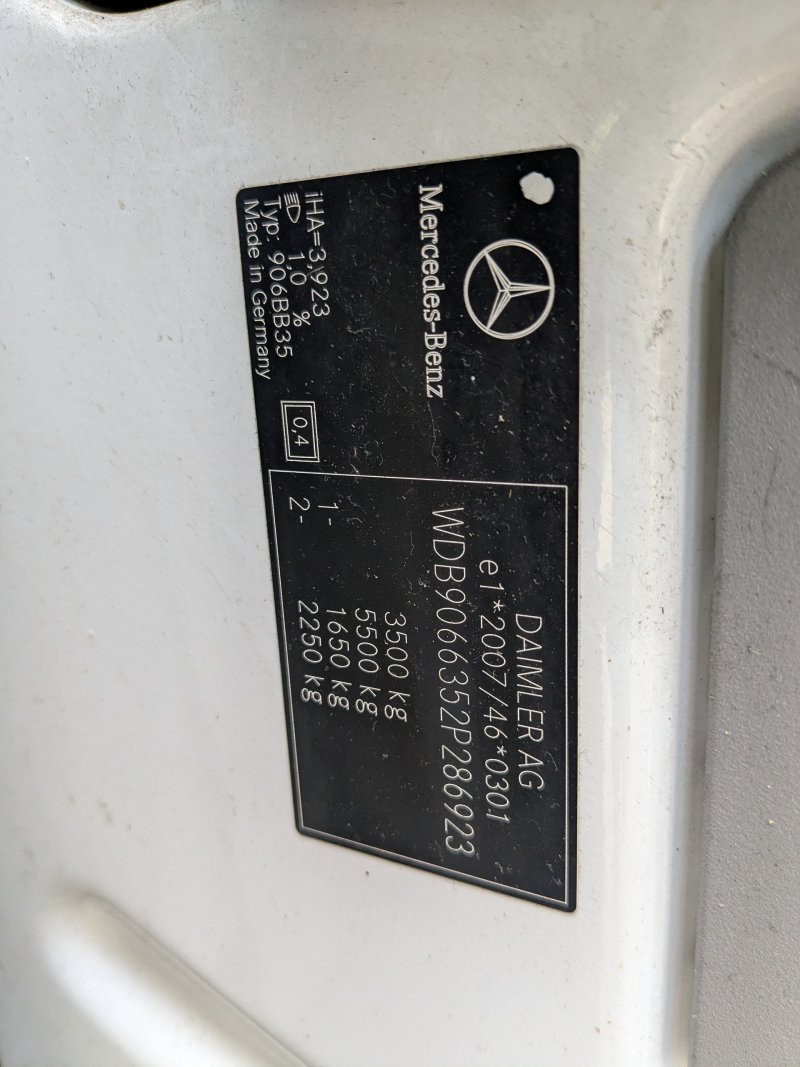 Mercedes-Benz
iHA=3,923
1,0 %
Typ: 906BB35
Made in Germany
0,4
DAIMLER AG
e1*2007/46*0301
WDB9066352P286923
3500 kg
5500 kg
1- 1650 kg
2- 2250 kg